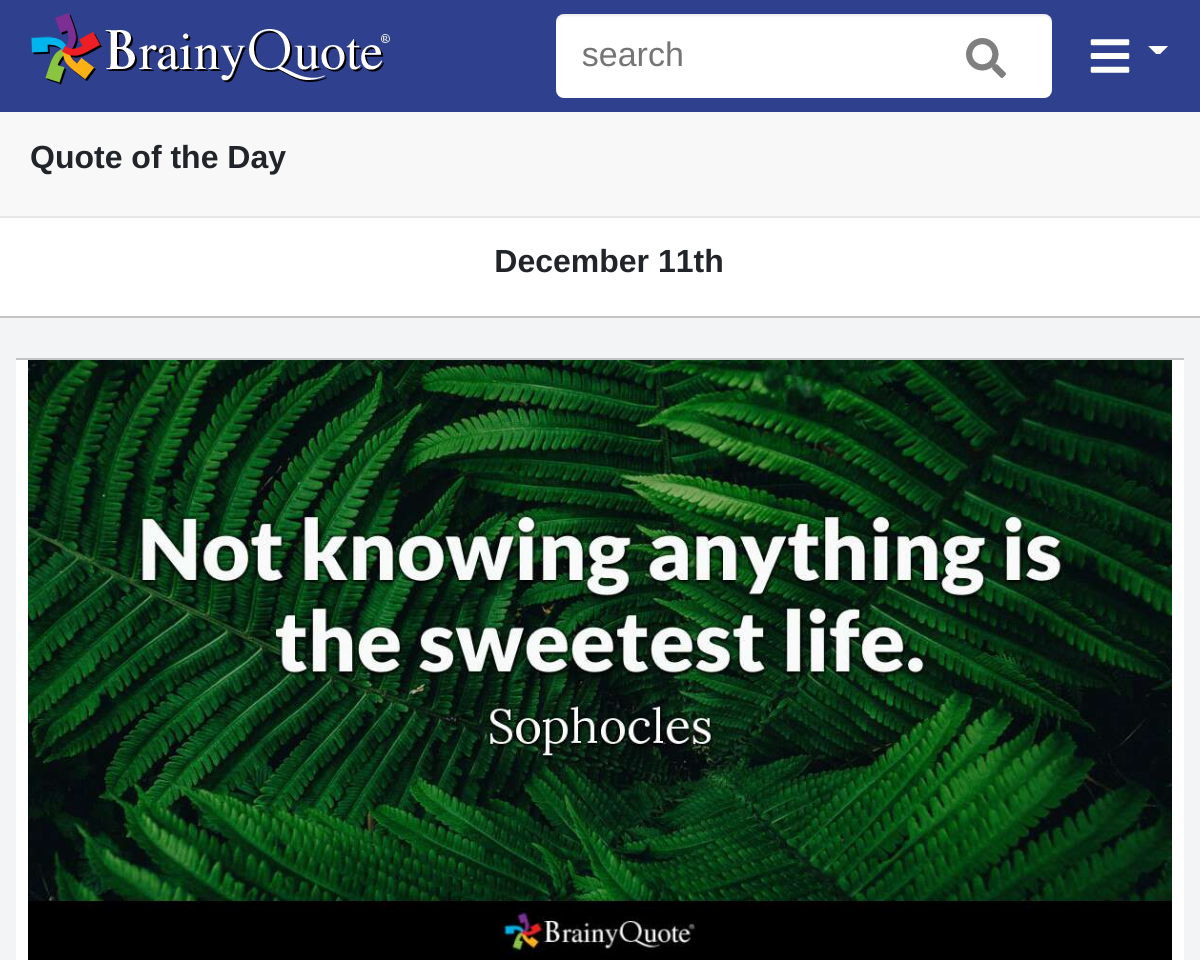 BrainyQuote®
search
Quote of the Day
December 11th
Not knowing anything is
the sweetest life.
Sophocles
BrainyQuote®